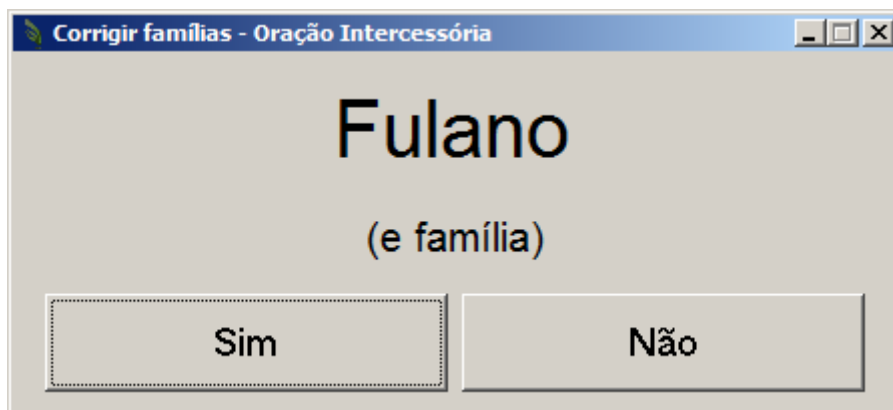 Corrigir famílias - Oração Intercessória
Fulano
(e família)
Sim Não